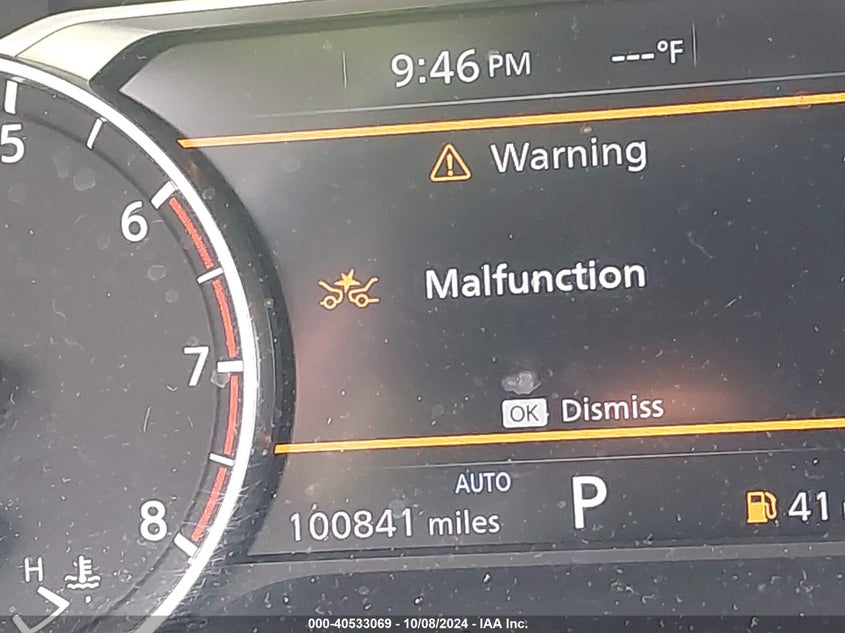 9:46 PM ---°F
5
Warning
6
Malfunction
7
OK Dismiss
AUTO
8
100841 miles P 41
H
000-40533069 - 10/08/2024 - IAA Inc.